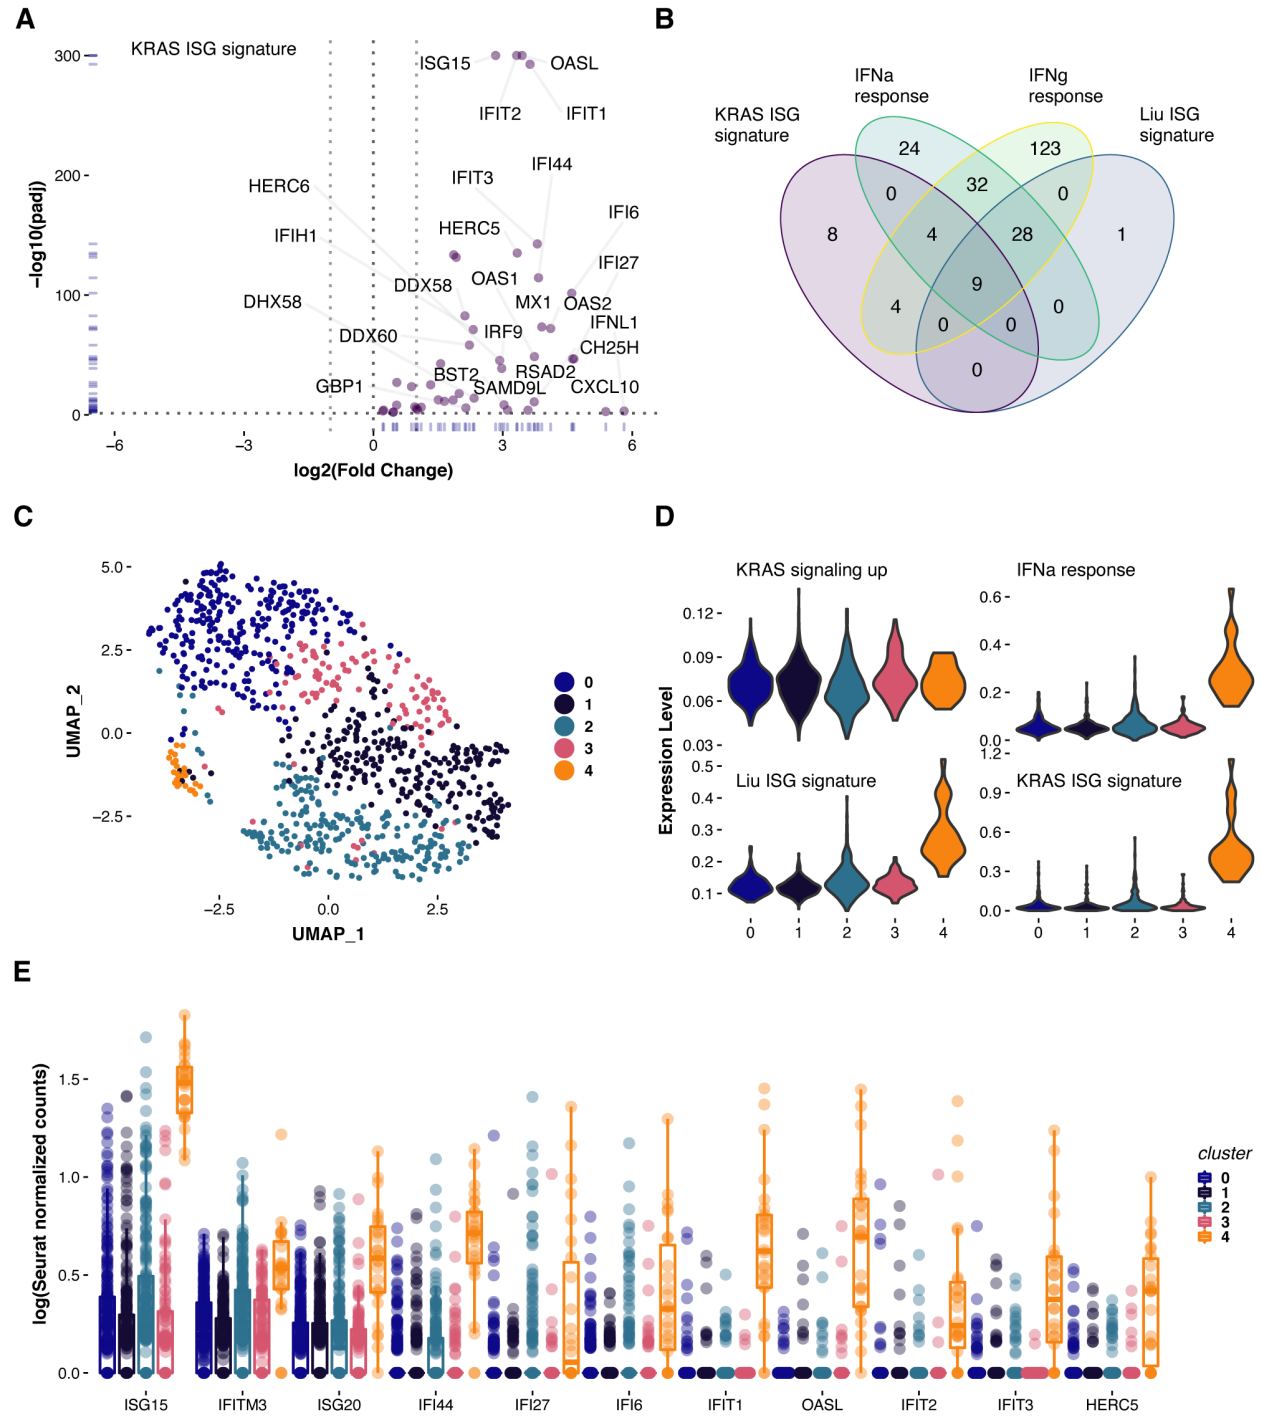 A
KRAS ISG signature
300
200
100
0
−log10(padj)
ISG15
OASL
IFIT2
IFIT1
IFI44
IFIT3
HERC6
IFI6
HERC5
IFIH1
IFI27
OAS1
DDX58
MX1
OAS2
DHX58
IFNL1
IRF9
DDX60
CH25H
BST2
RSAD2
GBP1
SAMD9L
CXCL10
−6
−3
0
3
6
log2(Fold Change)
B
IFNa
response
IFNg
response
KRAS ISG
signature
Liu ISG
signature
24
123
32
0
0
8
4
28
1
9
4
0
0
0
0
C
5.0
2.5
0.0
−2.5
UMAP_2
−2.5
0.0
2.5
UMAP_1
0
1
2
3
4
D
Expression Level
KRAS signaling up
0.12
0.09
0.06
0.03
IFNa response
0.6
0.4
0.2
0.0
Liu ISG signature
0.5
0.4
0.3
0.2
0.1
0
1
2
3
4
KRAS ISG signature
1.2
0.9
0.6
0.3
0.0
0
1
2
3
4
E
log(Seurat normalized counts)
1.5
1.0
0.5
0.0
ISG15
IFITM3
ISG20
IFI44
IFI27
IFI6
IFIT1
OASL
IFIT2
IFIT3
HERC5
cluster
0
1
2
3
4